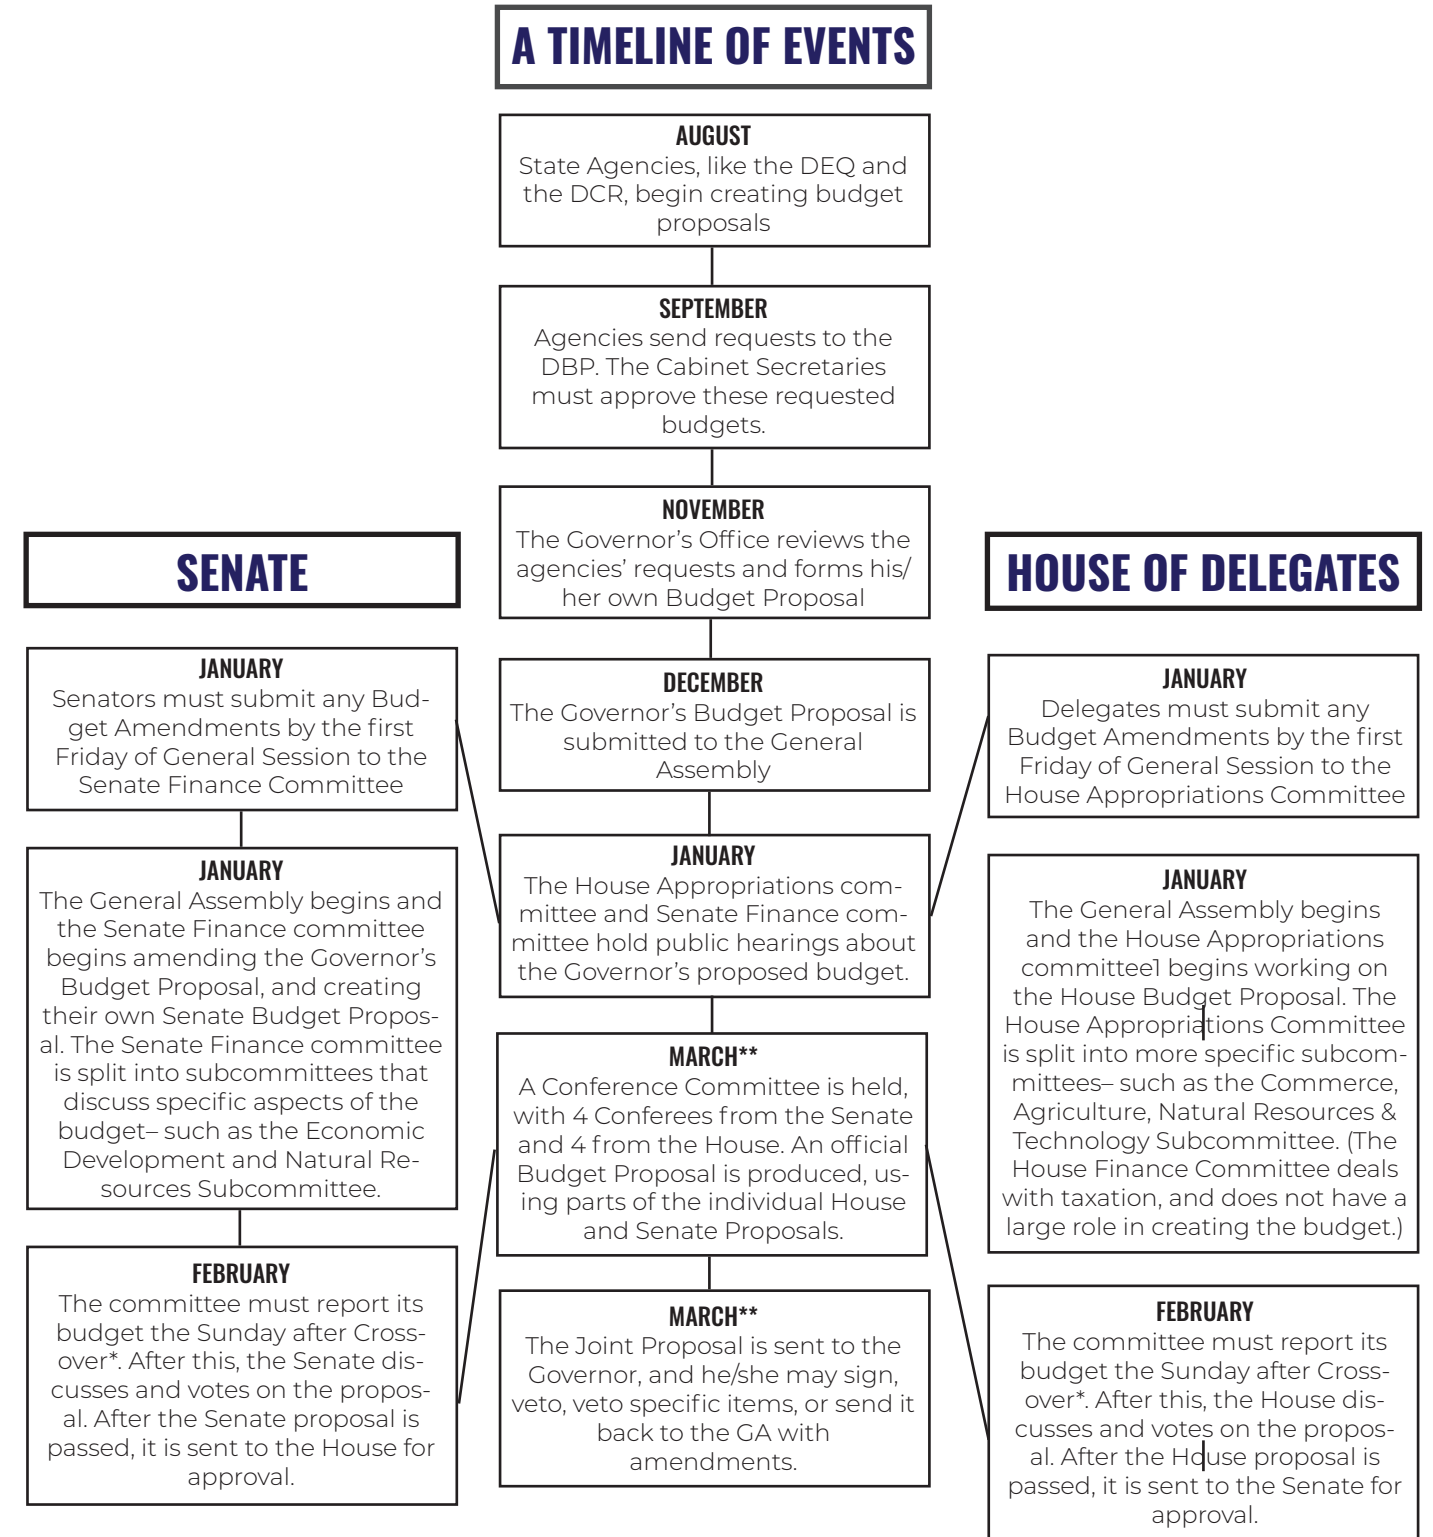 A TIMELINE OF EVENTS
AUGUST
State Agencies, like the DEQ and
the DCR, begin creating budget
proposals
SEPTEMBER
Agencies send requests to the
DBP. The Cabinet Secretaries
must approve these requested
budgets.
NOVEMBER
The Governor’s Office reviews the
agencies’ requests and forms his/
her own Budget Proposal
DECEMBER
The Governor’s Budget Proposal is
submitted to the General
Assembly
JANUARY
The House Appropriations com-
mittee and Senate Finance com-
mittee hold public hearings about
the Governor’s proposed budget.
MARCH**
A Conference Committee is held,
with 4 Conferees from the Senate
and 4 from the House. An official
Budget Proposal is produced, us-
ing parts of the individual House
and Senate Proposals.
MARCH**
The Joint Proposal is sent to the
Governor, and he/she may sign,
veto, veto specific items, or send it
back to the GA with
amendments.
SENATE
JANUARY
Senators must submit any Bud-
get Amendments by the first
Friday of General Session to the
Senate Finance Committee
JANUARY
The General Assembly begins and
the Senate Finance committee
begins amending the Governor’s
Budget Proposal, and creating
their own Senate Budget Propos-
al. The Senate Finance committee
is split into subcommittees that
discuss specific aspects of the
budget– such as the Economic
Development and Natural Re-
sources Subcommittee.
FEBRUARY
The committee must report its
budget the Sunday after Cross-
over*. After this, the Senate dis-
cusses and votes on the propos-
al. After the Senate proposal is
passed, it is sent to the House for
approval.
HOUSE OF DELEGATES
JANUARY
Delegates must submit any
Budget Amendments by the first
Friday of General Session to the
House Appropriations Committee
JANUARY
The General Assembly begins
and the House Appropriations
committee1 begins working on
the House Budget Proposal. The
House Appropriations Committee
is split into more specific subcom-
mittees– such as the Commerce,
Agriculture, Natural Resources &
Technology Subcommittee. (The
House Finance Committee deals
with taxation, and does not have a
large role in creating the budget.)
FEBRUARY
The committee must report its
budget the Sunday after Cross-
over*. After this, the House dis-
cusses and votes on the propos-
al. After the House proposal is
passed, it is sent to the Senate for
approval.